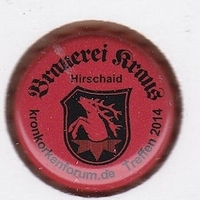 Brauerei Kraus
Hirschaid
kronkorkenforum.de Treffen 2014